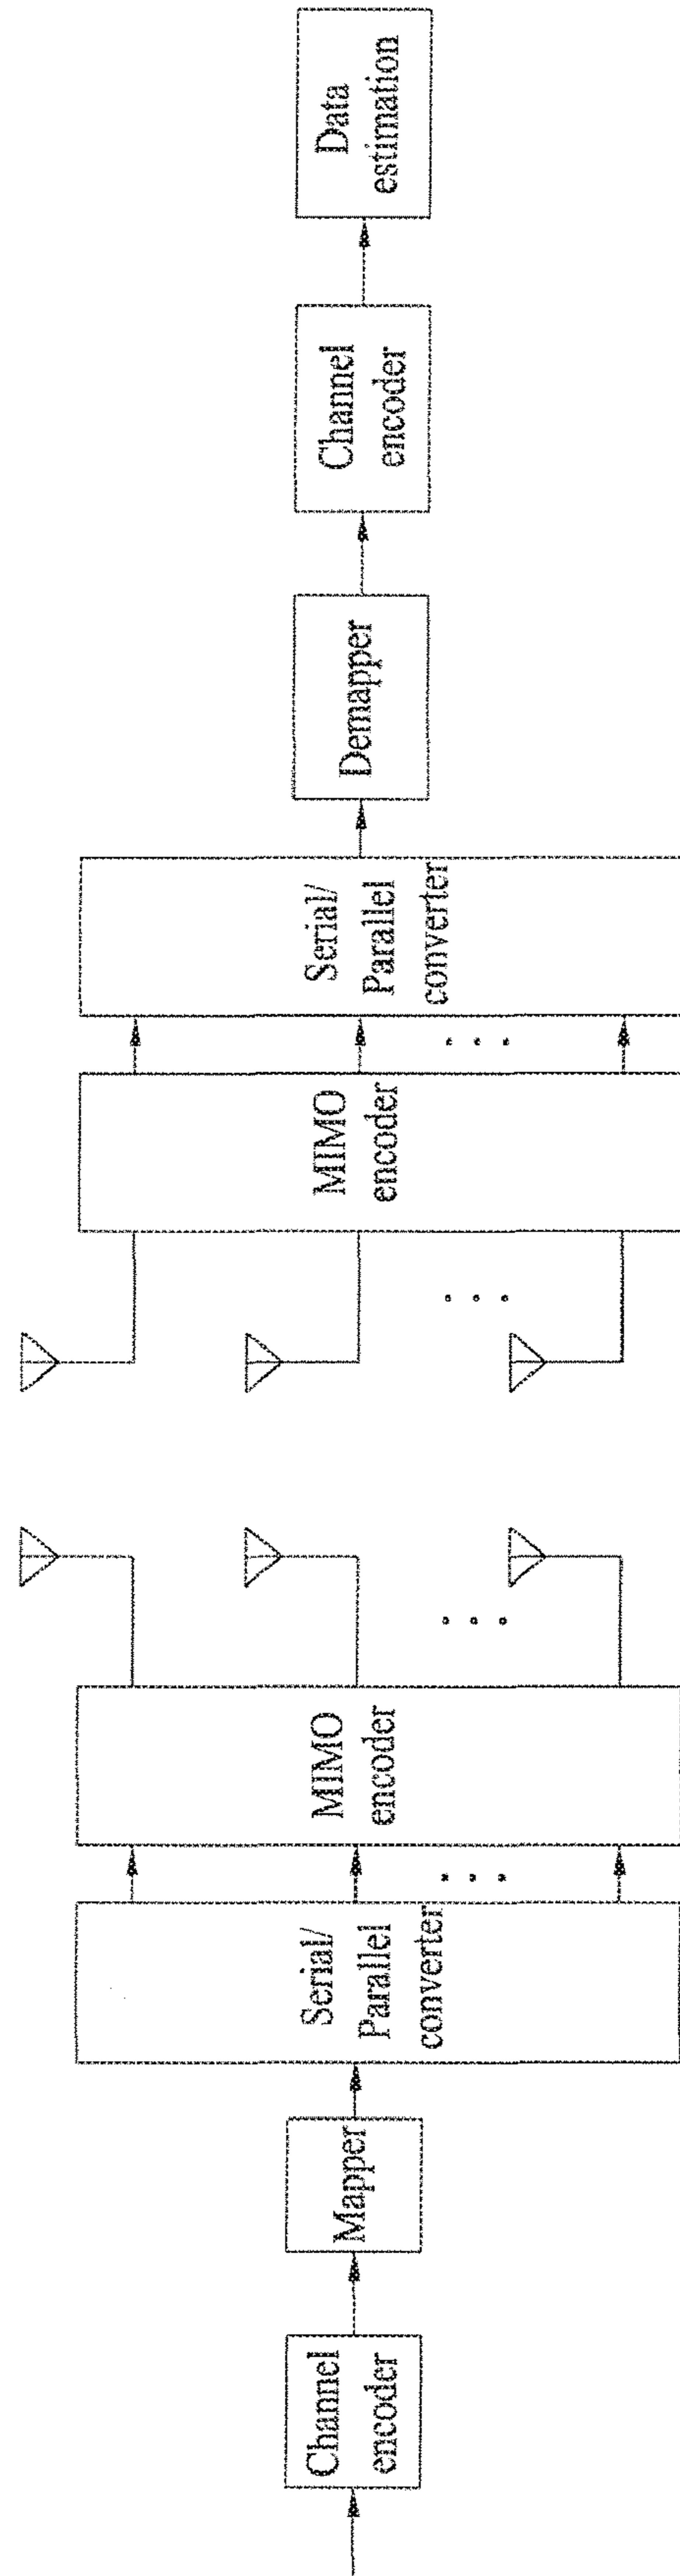 Channel
encoder
Mapper
Serial/
Parallel
converter
MIMO
encoder
MIMO
encoder
Serial/
Parallel
converter
Demapper
Channel
encoder
Data
estimation